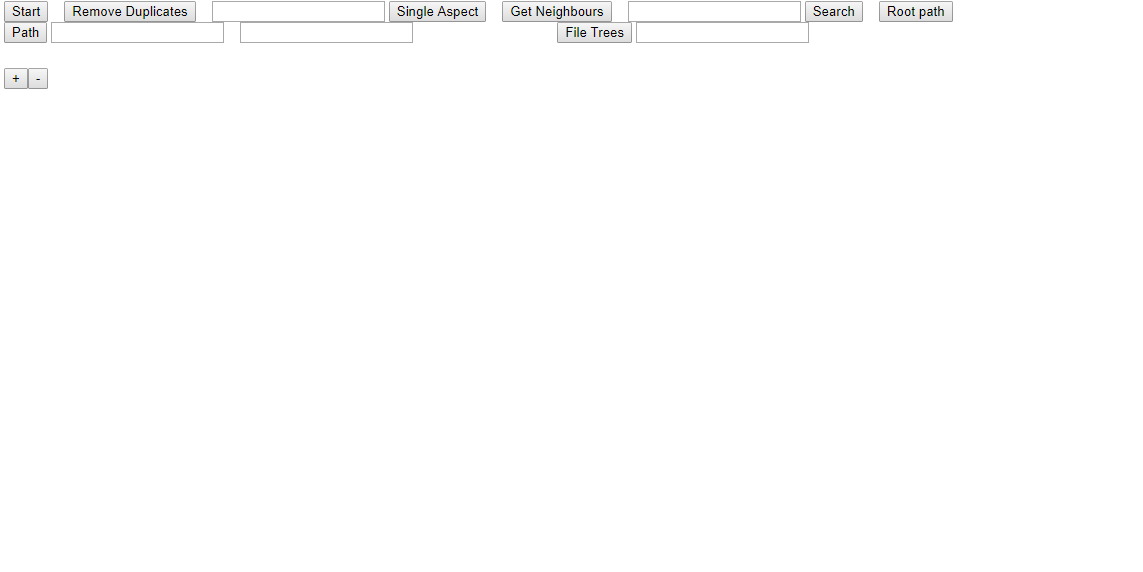 Start Remove Duplicates Single Aspect Get Neighbours Search Root path
Path File Trees
+ -